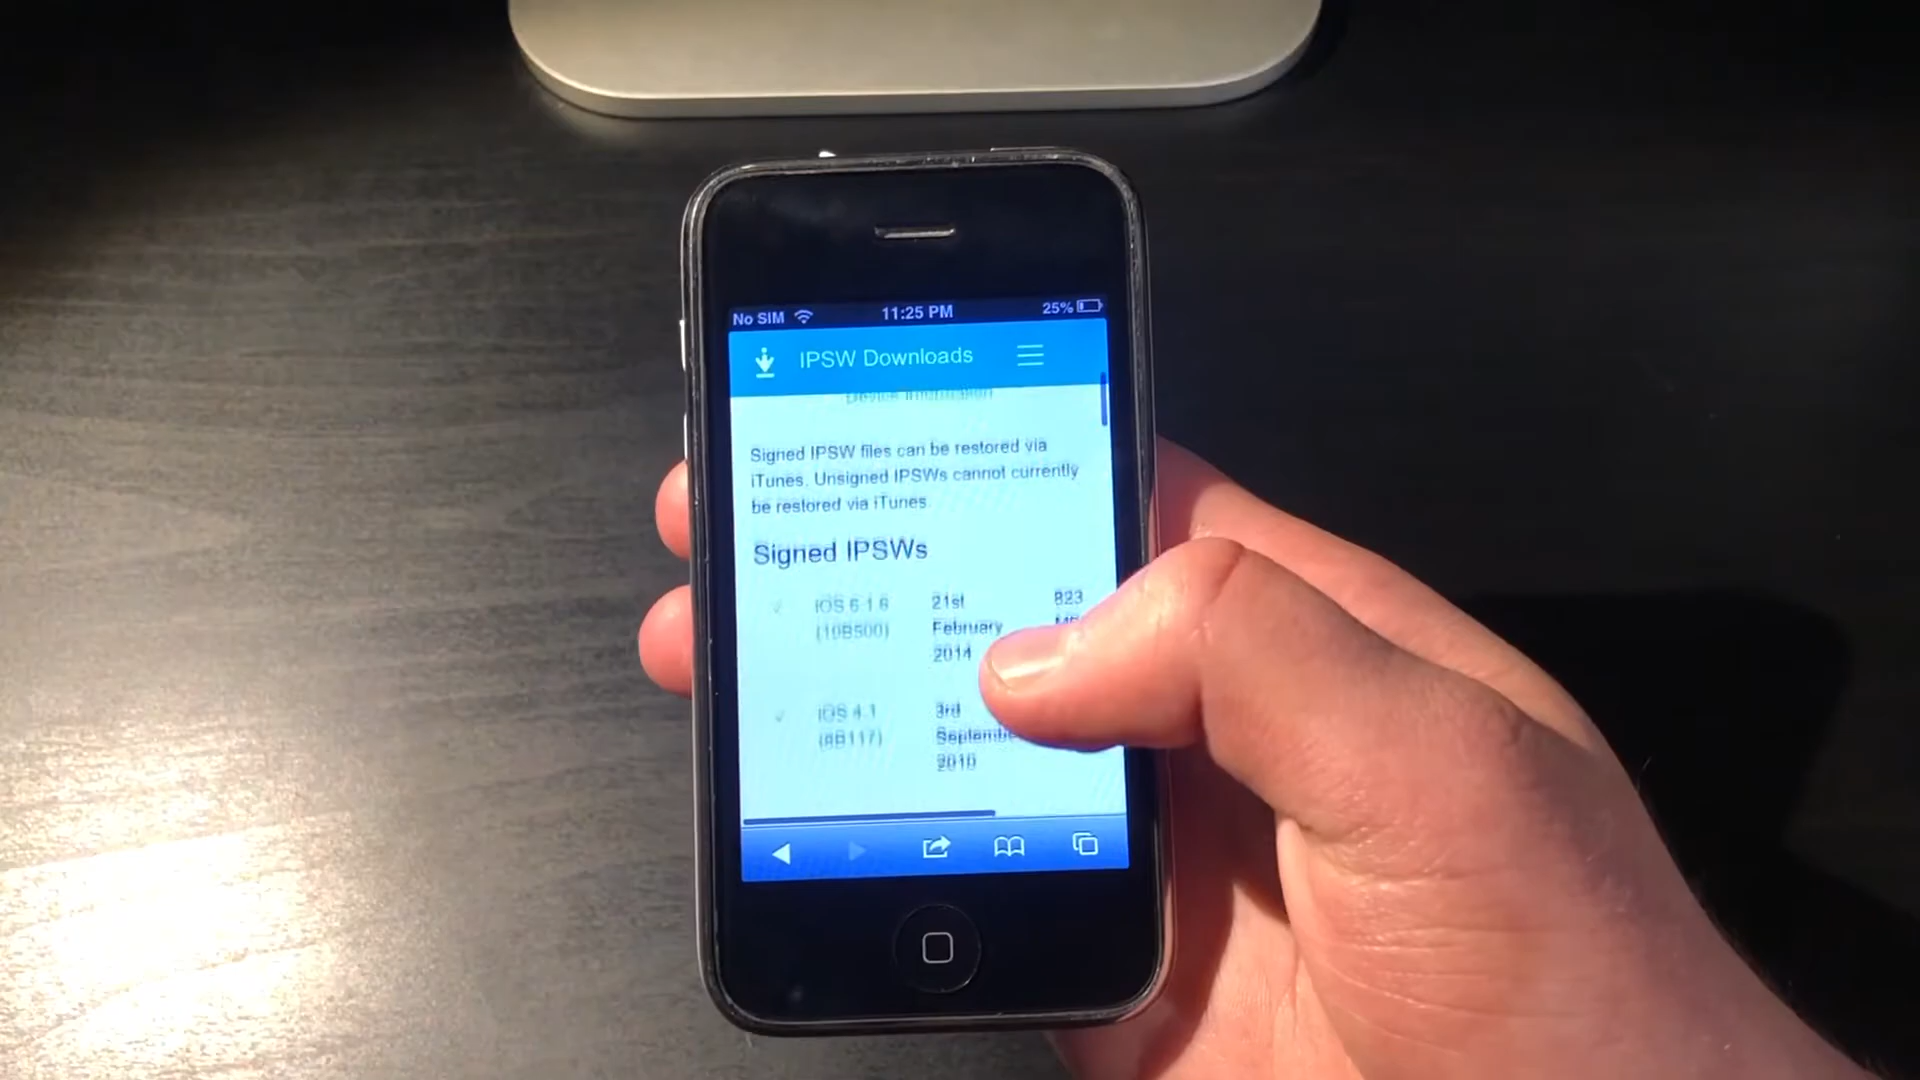 No SIM 11:25 PM 25%
IPSW Downloads
Device Information
Signed IPSW files can be restored via
iTunes. Unsigned IPSWs cannot currently
be restored via iTunes.
Signed IPSWs
iOS 6.1.6 21st 823
(10B500) February
2014
iOS 4.1 3rd
(8B117)
2010